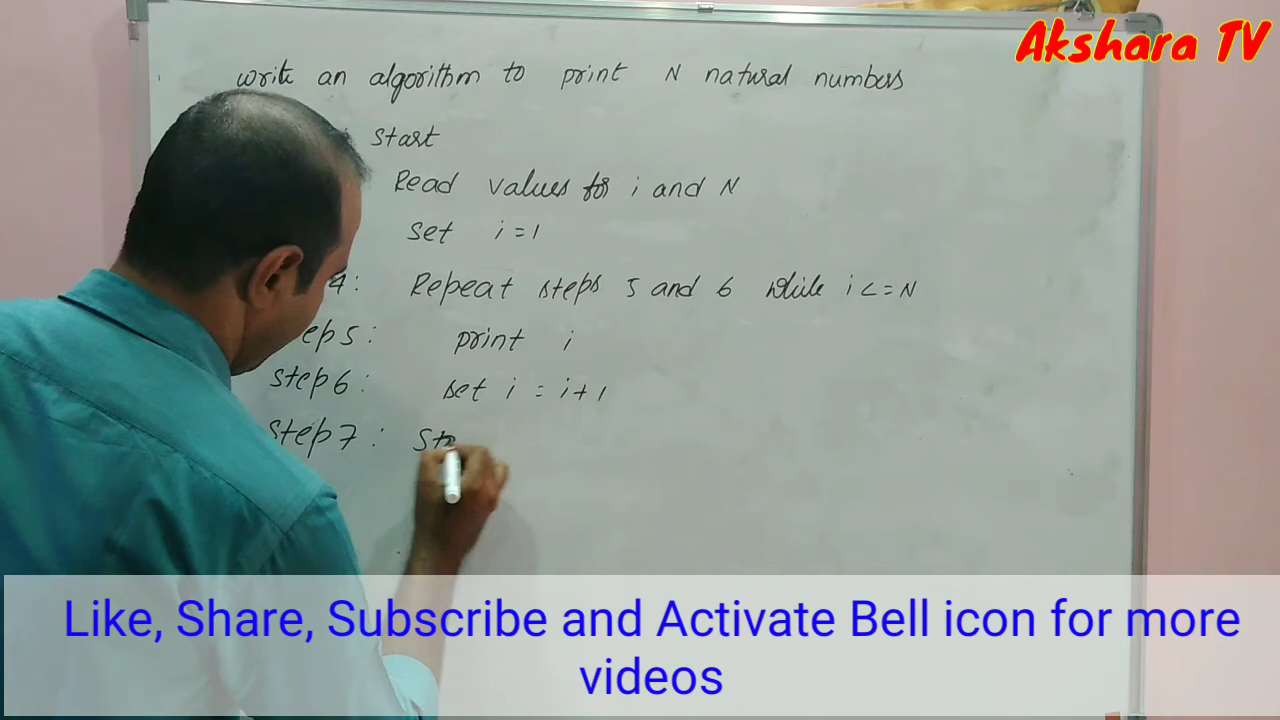 Akshara TV
write an algorithm to print N natural numbers
start
Read values for i and N
set i=1
4: Repeat steps 5 and 6 while i<=N
ep5: print i
step6: set i = i+1
step7: st
Like, Share, Subscribe and Activate Bell icon for more
videos